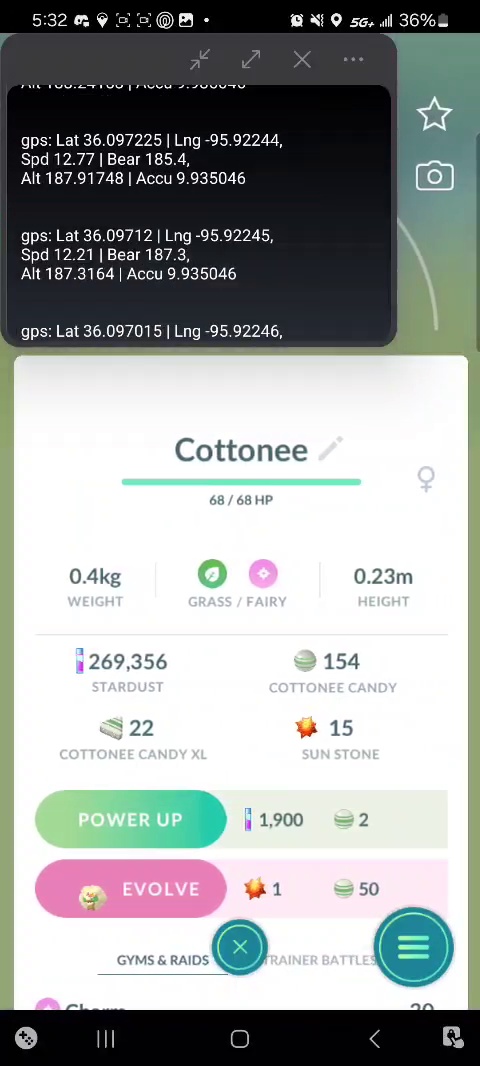 5:32
5G+
36%
gps: Lat 36.097225 | Lng -95.92244,
Spd 12.77 | Bear 185.4,
Alt 187.91748 | Accu 9.935046
gps: Lat 36.09712 | Lng -95.92245,
Spd 12.21 | Bear 187.3,
Alt 187.3164 | Accu 9.935046
gps: Lat 36.097015 | Lng -95.92246,
Cottonee
68 / 68 HP
0.4kg
WEIGHT
GRASS / FAIRY
0.23m
HEIGHT
269,356
STARDUST
154
COTTONEE CANDY
22
COTTONEE CANDY XL
15
SUN STONE
POWER UP
1,900
2
EVOLVE
1
50
GYMS & RAIDS
TRAINER BATTLES
Charm
20